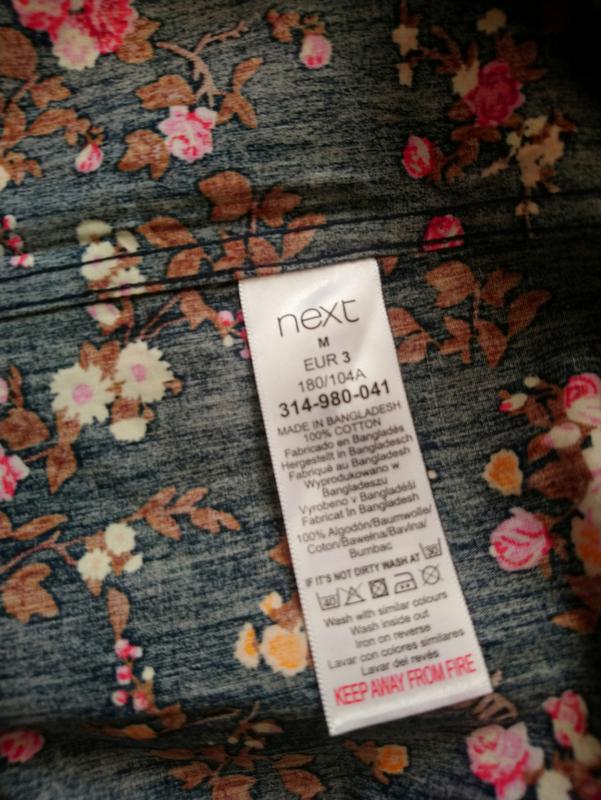 next
M
EUR 3
180/104A
314-980-041
MADE IN BANGLADESH
100% COTTON
Fabricado en Bangladés
Hergestellt in Bangladesch
Fabriqué au Bangladesh
Wyprodukowano w
Bangladeszu
Vyrobeno v Bangladéši
Fabricat în Bangladesh
100% Algodón/Baumwolle/
Coton/Bawełna/Bavlna/
Bumbac
IF IT'S NOT DIRTY WASH AT 30
40
Wash with similar colours
Wash inside out
Iron on reverse
Lavar con colores similares
Lavar del revés
KEEP AWAY FROM FIRE